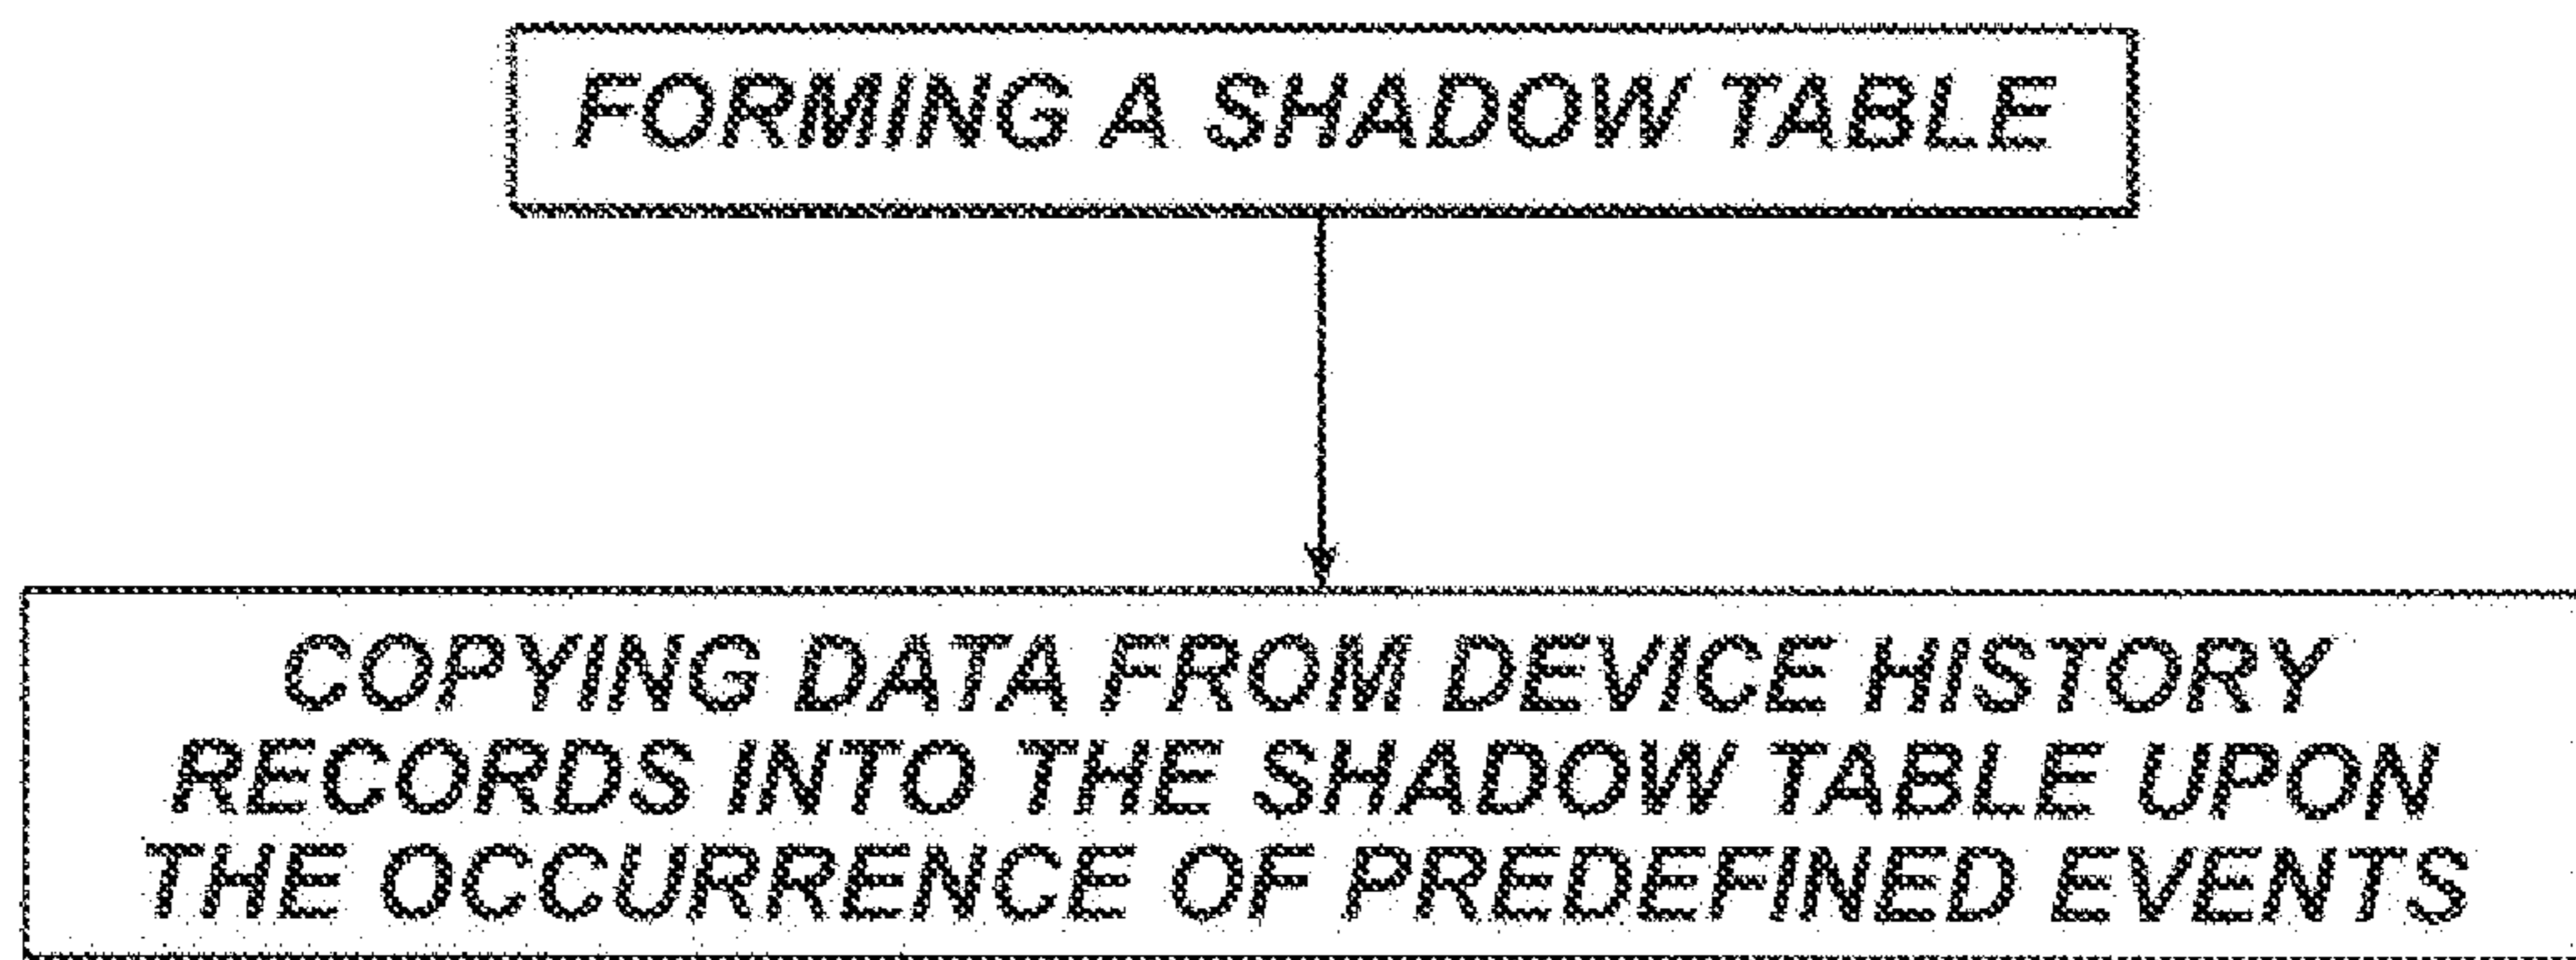 FORMING A SHADOW TABLE
COPYING DATA FROM DEVICE HISTORY
RECORDS INTO THE SHADOW TABLE UPON
THE OCCURRENCE OF PREDEFINED EVENTS